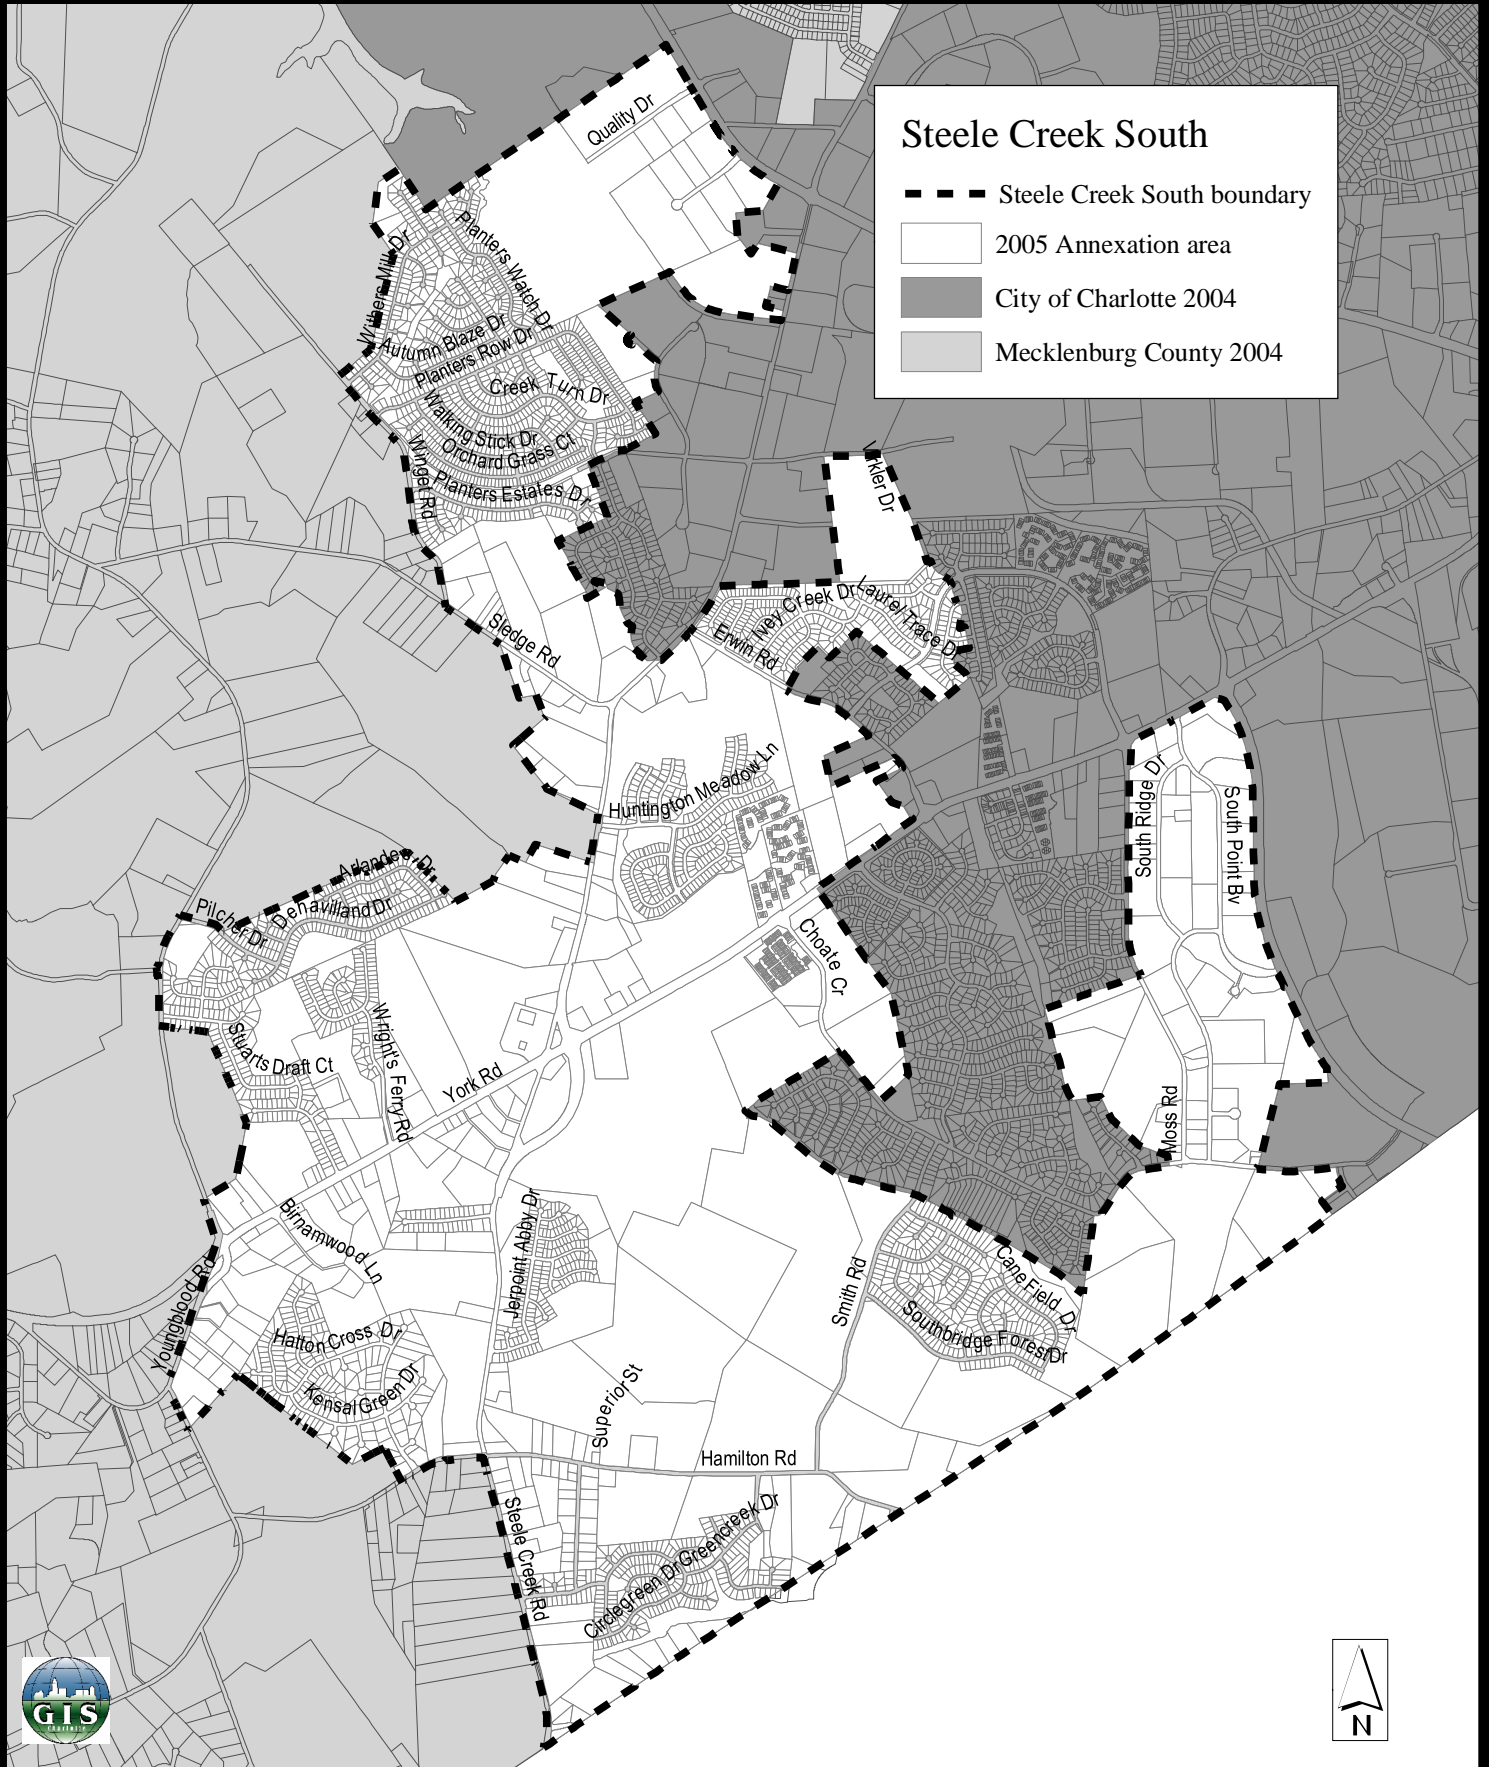 Steele Creek South
Steele Creek South boundary
2005 Annexation area
City of Charlotte 2004
Mecklenburg County 2004
Quality Dr
Planters Watch Dr
Withers Mill Dr
Autumn Blaze Dr
Planters Row Dr
Creek Turn Dr
Walking Stick Dr
Orchard Grass Ct
Winget Rd
Planters Estates Dr
Virkler Dr
Sledge Rd
Ivey Creek Dr
Laurel Trace Dr
Erwin Rd
Huntington Meadow Ln
South Ridge Dr
South Point Bv
Arlandes Dr
Dehavilland Dr
Pilcher Dr
Choate Cr
Stuarts Draft Ct
Wright's Ferry Rd
York Rd
Moss Rd
Birnamwood Ln
Jerpoint Abby Dr
Youngblood Rd
Smith Rd
Cane Field Dr
Southbridge Forest Dr
Hatton Cross Dr
Kensal Green Dr
Superior St
Hamilton Rd
Steele Creek Rd
Greencreek Dr
Circlegreen Dr
GIS
Charlotte
N